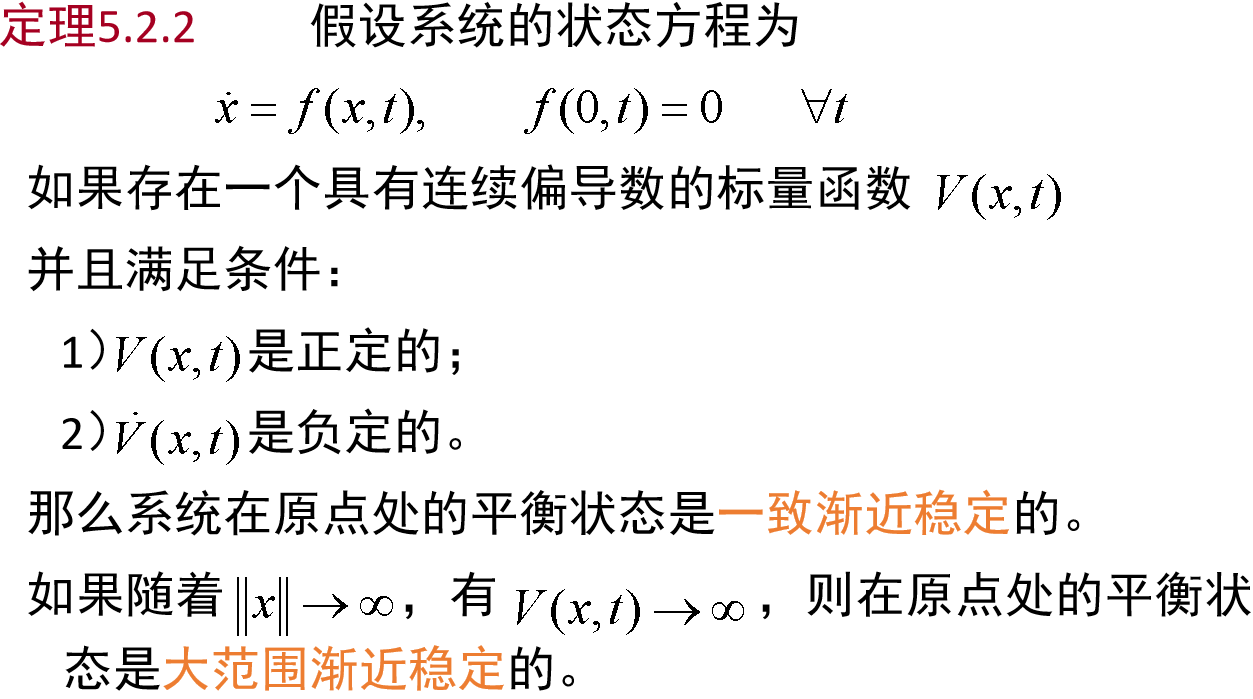 定理5.2.2 假设系统的状态方程为
ẋ = f(x,t), f(0,t) = 0 ∀t
如果存在一个具有连续偏导数的标量函数 V(x,t)
并且满足条件：
1）V(x,t)是正定的；
2）V̇(x,t)是负定的。
那么系统在原点处的平衡状态是一致渐近稳定的。
如果随着‖x‖→∞，有 V(x,t)→∞，则在原点处的平衡状
态是大范围渐近稳定的。